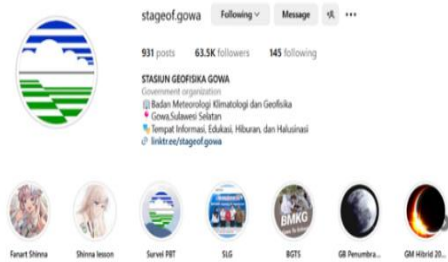 stageof.gowa Following Message
931 posts 63.5K followers 145 following
STASIUN GEOFISIKA GOWA
Government organization
Badan Meteorologi Klimatologi dan Geofisika
Gowa,Sulawesi Selatan
Tempat Informasi, Edukasi, Hiburan, dan Halusinasi
linktr.ee/stageof.gowa
BMKG
Fanart Shinna Shinna lesson Survei PBT SLG BGTS GB Penumbra... GM Hibrid 20...